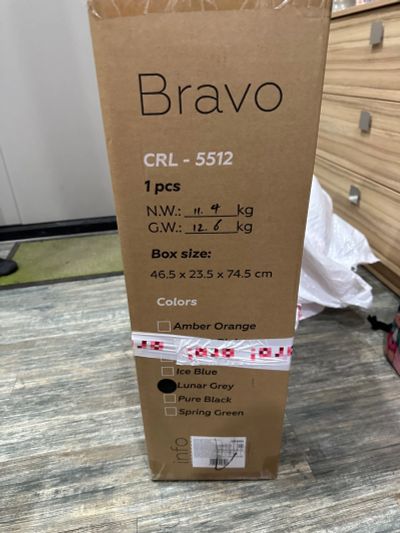 Bravo
CRL - 5512
1 pcs
N.W.: 11.4 kg
G.W.: 12.6 kg
Box size:
46.5 x 23.5 x 74.5 cm
Colors
Amber Orange
Ice Blue
Lunar Grey
Pure Black
Spring Green
info